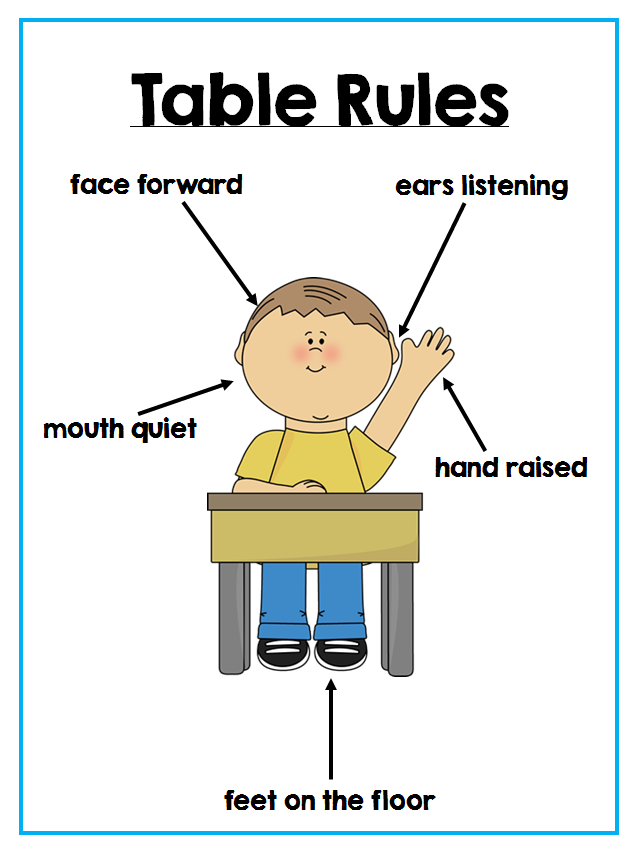 Table Rules
face forward
ears listening
mouth quiet
hand raised
feet on the floor